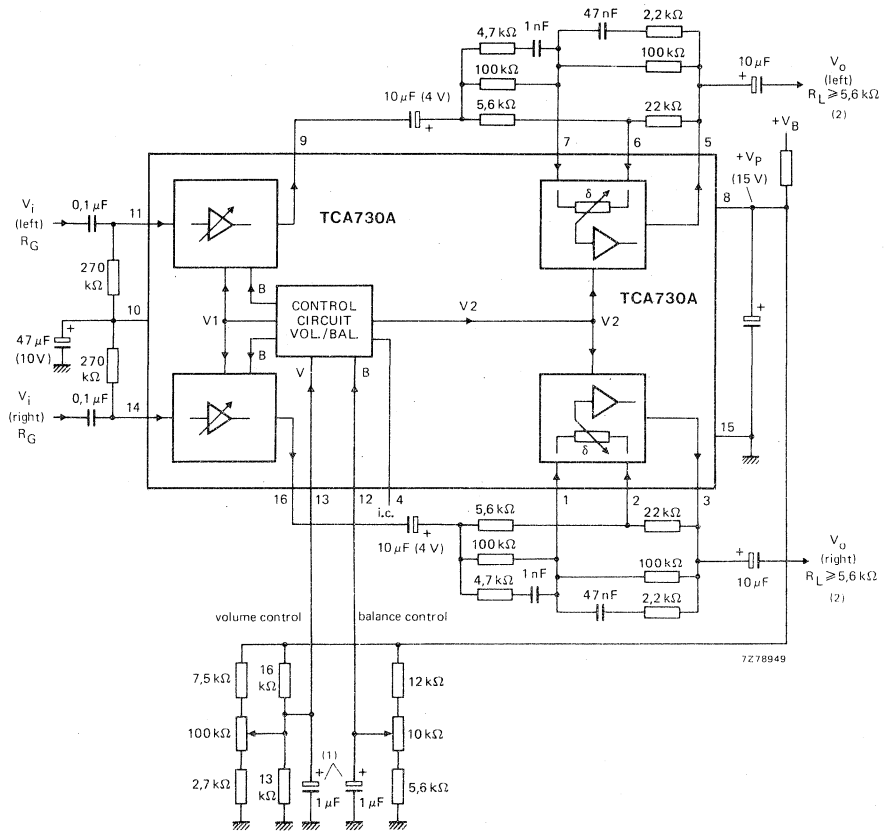 47 nF
2,2 kΩ
1 nF
4,7 kΩ
100 kΩ
100 kΩ
10 µF (4 V)
+
5,6 kΩ
22 kΩ
10 µF
+
Vo
(left)
RL ⩾ 5,6 kΩ
(2)
+VB
9
7
6
5
+VP
(15 V)
8
TCA730A
δ
Vi
(left)
RG
0,1 µF
11
270
kΩ
10
+
47 µF
(10V)
270
kΩ
Vi
(right)
RG
0,1 µF
14
B
V1
B
CONTROL
CIRCUIT
VOL./BAL.
V
B
V2
TCA730A
V2
+
δ
15
16
13
12
4
i.c.
1
2
3
10 µF (4 V)
+
5,6 kΩ
22 kΩ
100 kΩ
100 kΩ
1 nF
4,7 kΩ
47 nF
2,2 kΩ
+
10 µF
Vo
(right)
RL ⩾ 5,6 kΩ
(2)
volume control
balance control
7Z78949
7,5 kΩ
16
kΩ
12 kΩ
100 kΩ
10 kΩ
(1)
2,7 kΩ
13
kΩ
+
+
1 µF
1 µF
5,6 kΩ